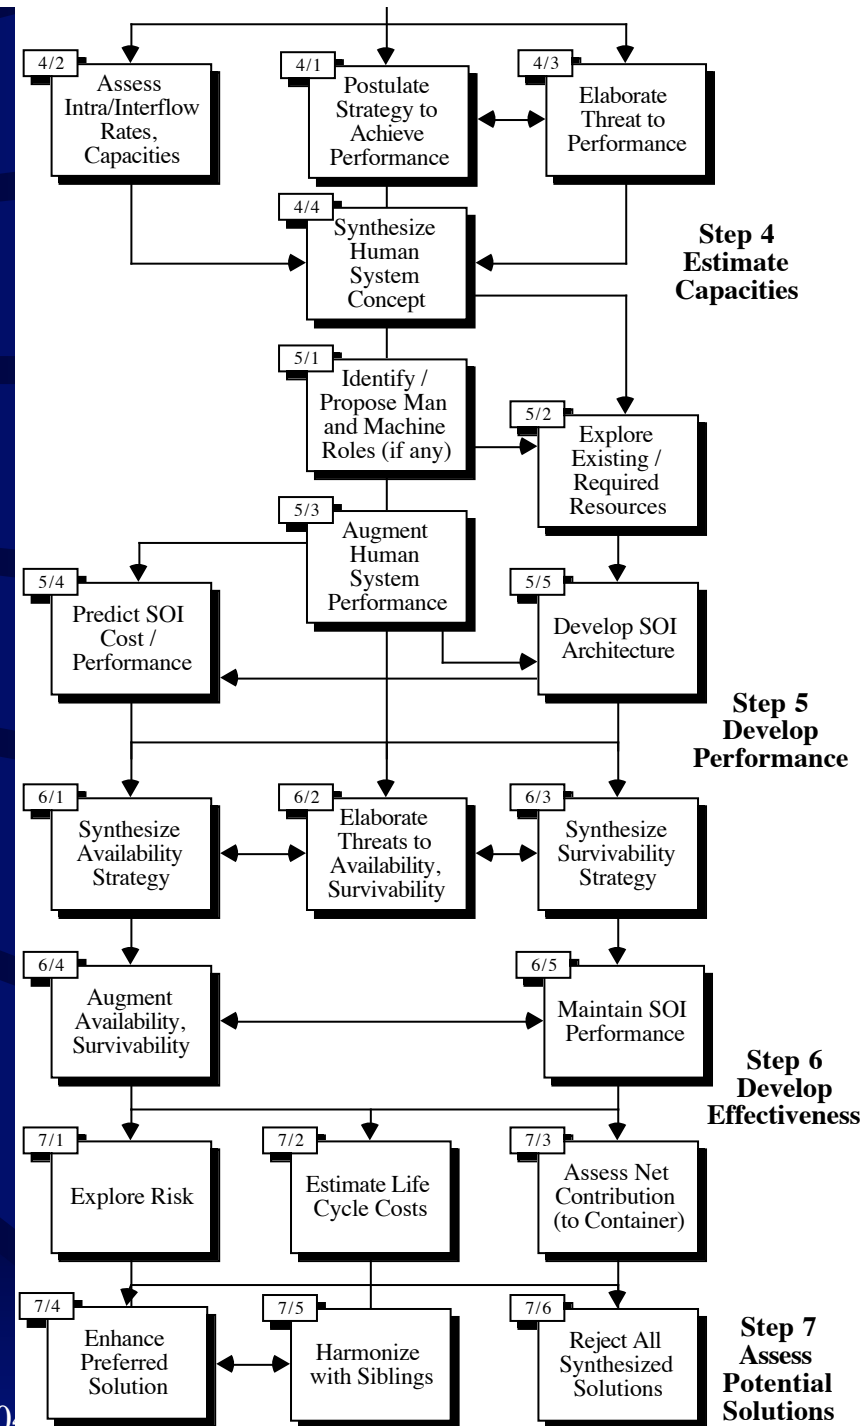 4/2
Assess
Intra/Interflow
Rates,
Capacities
4/1
Postulate
Strategy to
Achieve
Performance
4/3
Elaborate
Threat to
Performance
4/4
Synthesize
Human
System
Concept
Step 4
Estimate
Capacities
5/1
Identify /
Propose Man
and Machine
Roles (if any)
5/2
Explore
Existing /
Required
Resources
5/3
Augment
Human
System
Performance
5/4
Predict SOI
Cost /
Performance
5/5
Develop SOI
Architecture
Step 5
Develop
Performance
6/1
Synthesize
Availability
Strategy
6/2
Elaborate
Threats to
Availability,
Survivability
6/3
Synthesize
Survivability
Strategy
6/4
Augment
Availability,
Survivability
6/5
Maintain SOI
Performance
Step 6
Develop
Effectiveness
7/1
Explore Risk
7/2
Estimate Life
Cycle Costs
7/3
Assess Net
Contribution
(to Container)
7/4
Enhance
Preferred
Solution
7/5
Harmonize
with Siblings
7/6
Reject All
Synthesized
Solutions
Step 7
Assess
Potential
Solutions